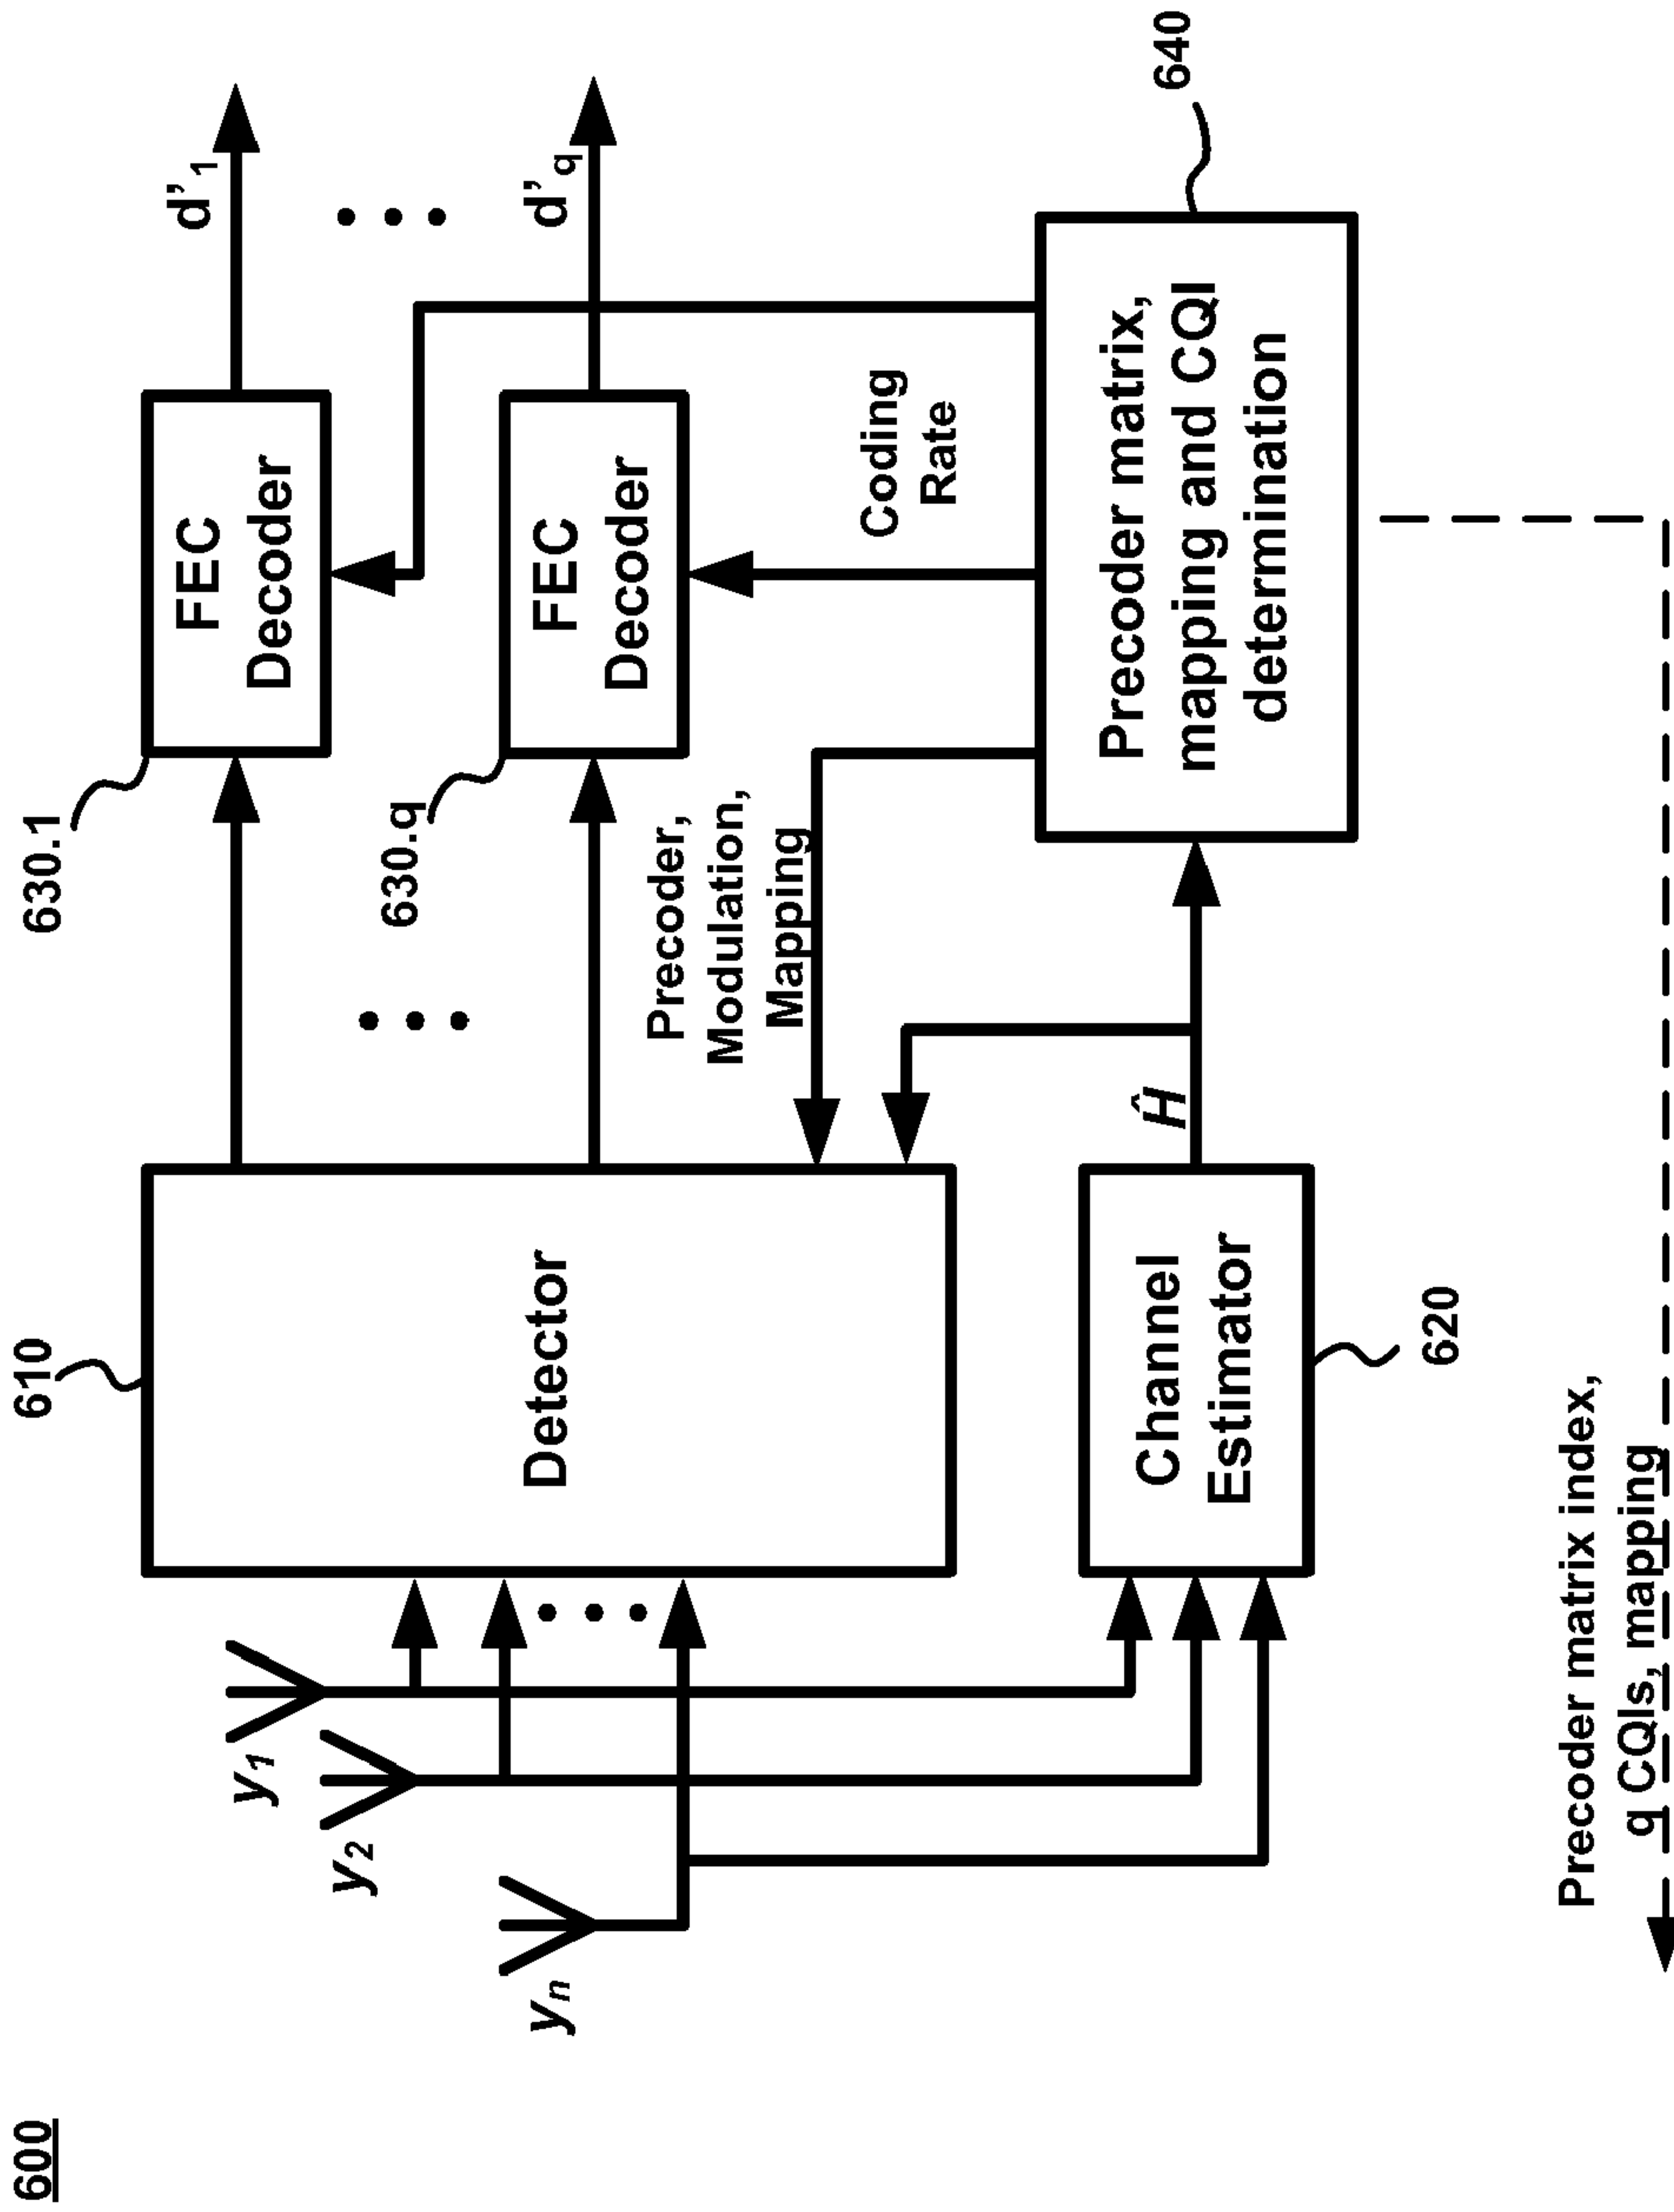 600
610
630.1
d'1
FEC
Decoder
y1
y2
yn
Detector
630.q
d'q
FEC
Decoder
Precoder,
Modulation,
Mapping
Coding
Rate
Channel
Estimator
Ĥ
Precoder matrix,
mapping and CQI
determination
640
620
Precoder matrix index,
q CQIs, mapping